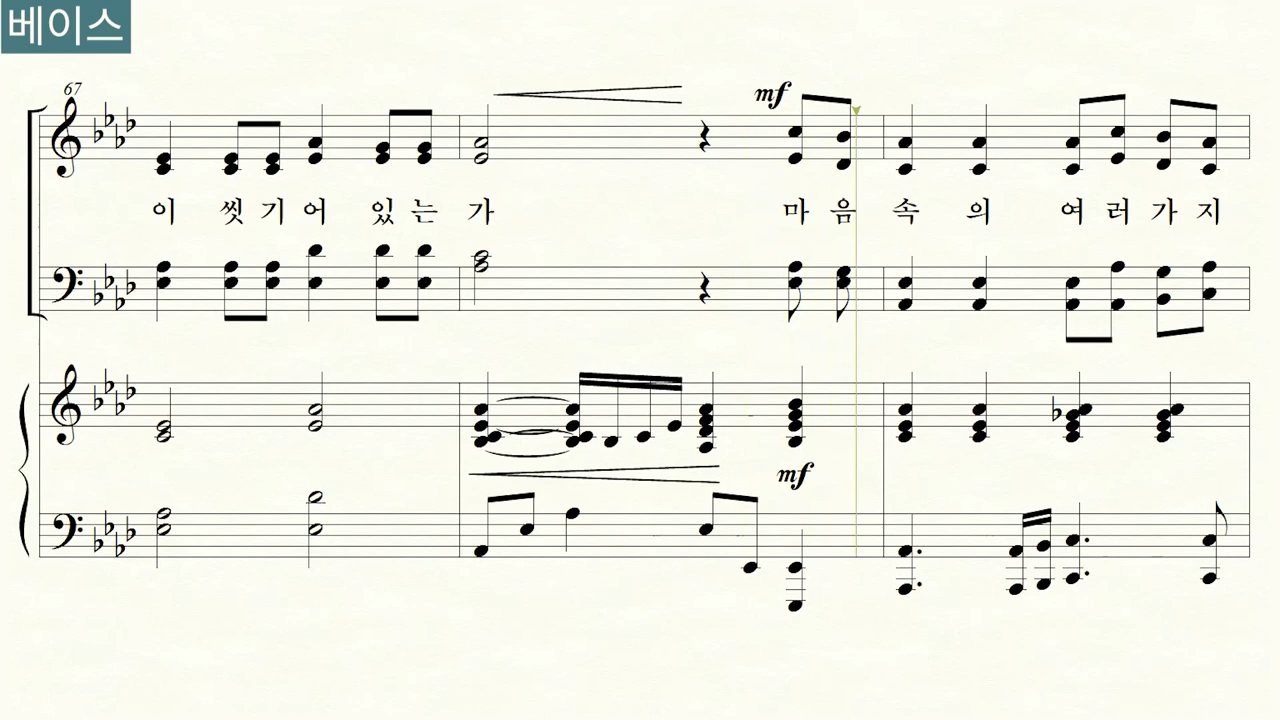 베이스
67
mf
이 씻 기 어 있 는 가 마 음 속 의 여 러 가 지
mf